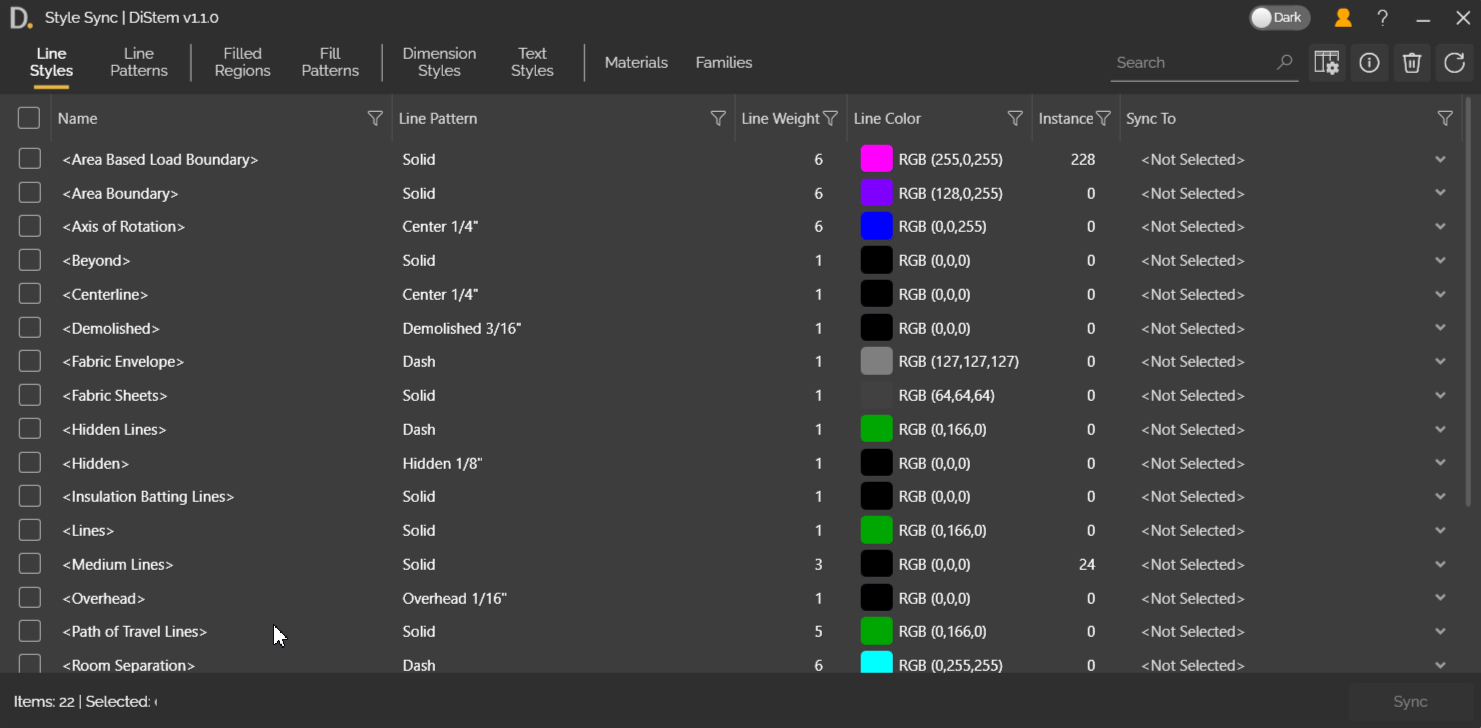 D. Style Sync | DiStem v1.1.0 Dark ?
Line Styles Line Patterns Filled Regions Fill Patterns Dimension Styles Text Styles Materials Families Search
Name Line Pattern Line Weight Line Color Instance Sync To
<Area Based Load Boundary> Solid 6 RGB (255,0,255) 228 <Not Selected>
<Area Boundary> Solid 6 RGB (128,0,255) 0 <Not Selected>
<Axis of Rotation> Center 1/4" 6 RGB (0,0,255) 0 <Not Selected>
<Beyond> Solid 1 RGB (0,0,0) 0 <Not Selected>
<Centerline> Center 1/4" 1 RGB (0,0,0) 0 <Not Selected>
<Demolished> Demolished 3/16" 1 RGB (0,0,0) 0 <Not Selected>
<Fabric Envelope> Dash 1 RGB (127,127,127) 0 <Not Selected>
<Fabric Sheets> Solid 1 RGB (64,64,64) 0 <Not Selected>
<Hidden Lines> Dash 1 RGB (0,166,0) 0 <Not Selected>
<Hidden> Hidden 1/8" 1 RGB (0,0,0) 0 <Not Selected>
<Insulation Batting Lines> Solid 1 RGB (0,0,0) 0 <Not Selected>
<Lines> Solid 1 RGB (0,166,0) 0 <Not Selected>
<Medium Lines> Solid 3 RGB (0,0,0) 24 <Not Selected>
<Overhead> Overhead 1/16" 1 RGB (0,0,0) 0 <Not Selected>
<Path of Travel Lines> Solid 5 RGB (0,166,0) 0 <Not Selected>
<Room Separation> Dash 6 RGB (0,255,255) 0 <Not Selected>
Items: 22 | Selected: Sync